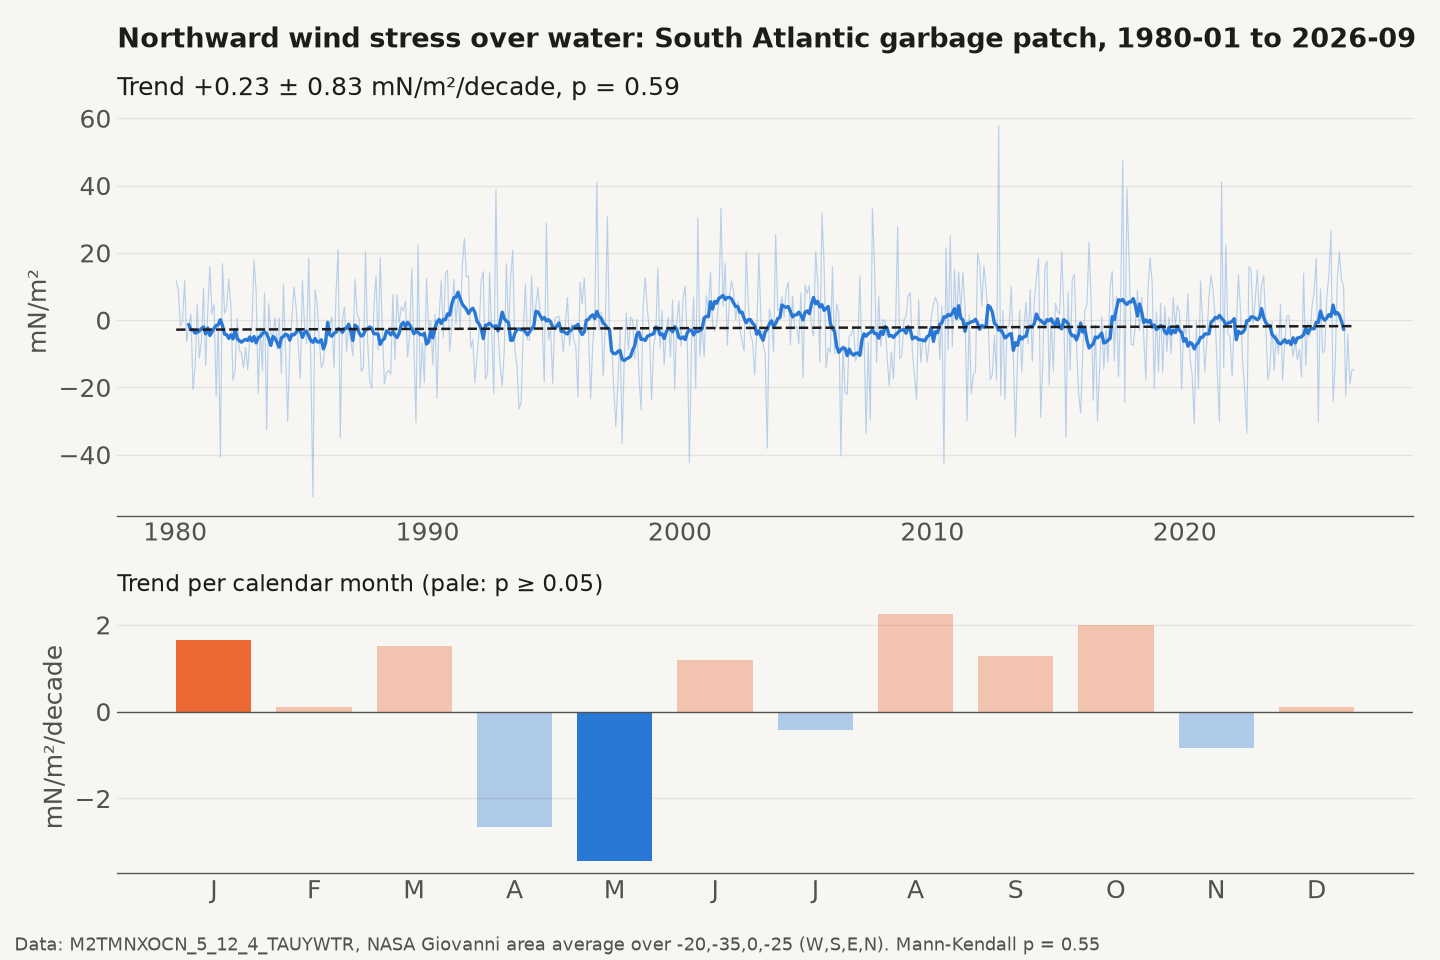 Northward wind stress over water: South Atlantic garbage patch, 1980-01 to 2026-09
Trend +0.23 ± 0.83 mN/m²/decade, p = 0.59
60
40
20
0
−20
−40
mN/m²
1980 1990 2000 2010 2020
Trend per calendar month (pale: p ≥ 0.05)
2
0
−2
mN/m²/decade
J F M A M J J A S O N D
Data: M2TMNXOCN_5_12_4_TAUYWTR, NASA Giovanni area average over -20,-35,0,-25 (W,S,E,N). Mann-Kendall p = 0.55